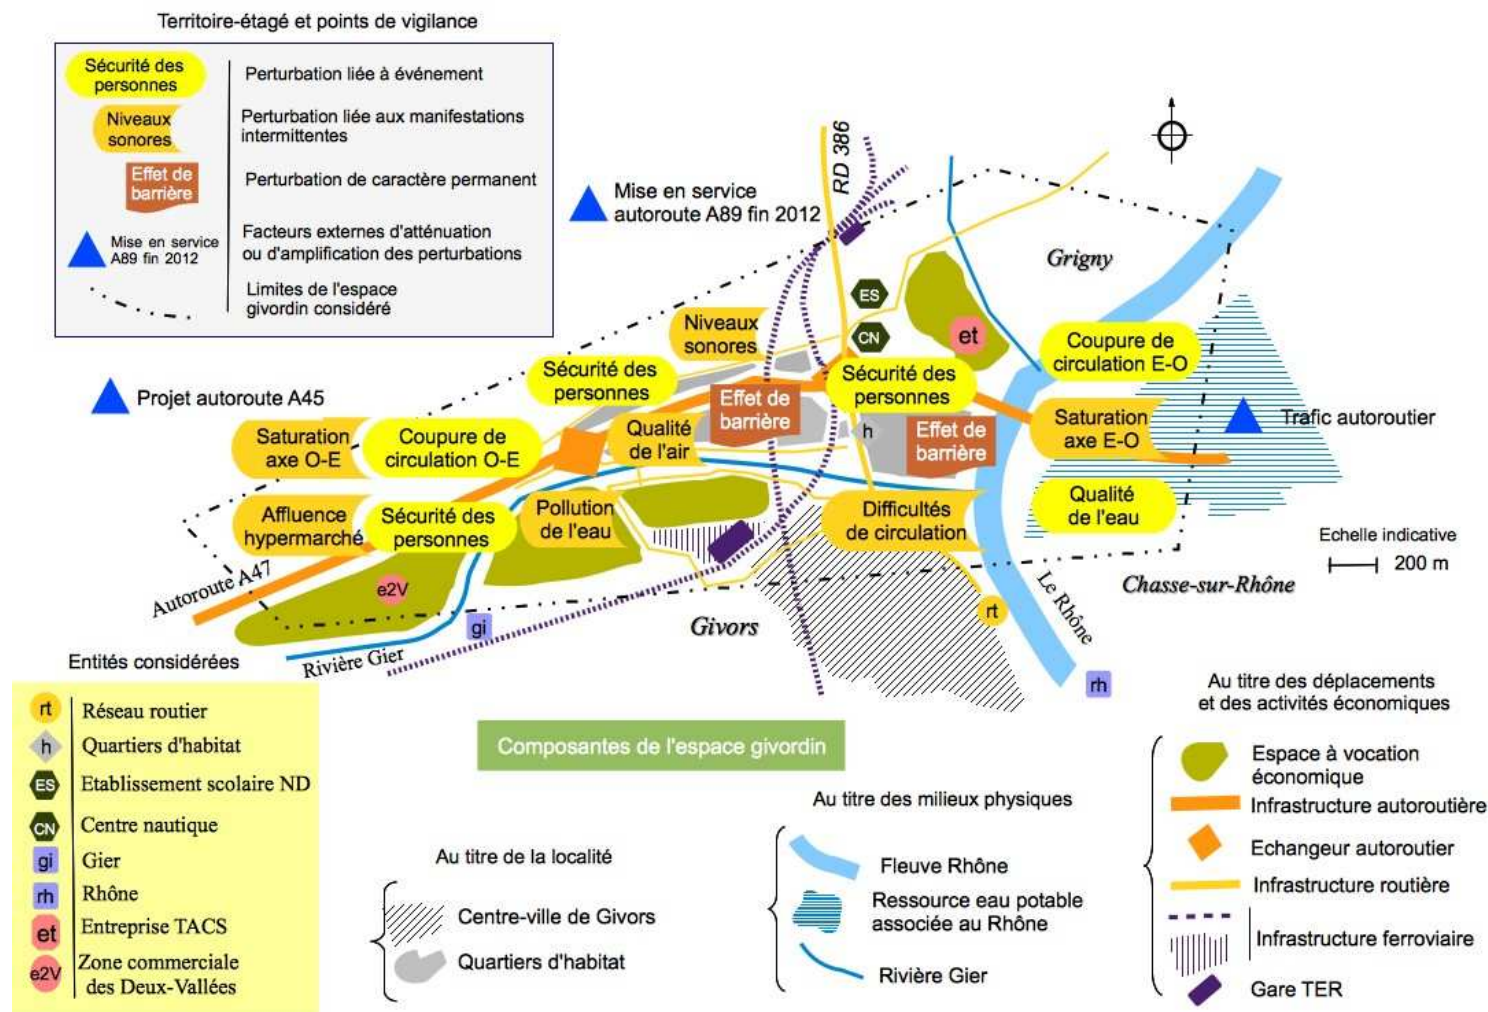 Territoire-étagé et points de vigilance
Sécurité des
personnes
Perturbation liée à événement
Niveaux
sonores
Perturbation liée aux manifestations
intermittentes
Effet de
barrière
Perturbation de caractère permanent
Mise en service
A89 fin 2012
Facteurs externes d'atténuation
ou d'amplification des perturbations
Limites de l'espace
givordin considéré
Mise en service
autoroute A89 fin 2012
RD 386
Grigny
ES
CN
et
Niveaux
sonores
Sécurité des
personnes
Sécurité des
personnes
Coupure de
circulation E-O
Projet autoroute A45
Effet de
barrière
Saturation
axe O-E
Coupure de
circulation O-E
Qualité
de l'air
h
Effet de
barrière
Saturation
axe E-O
Trafic autoroutier
Affluence
hypermarché
Sécurité des
personnes
Pollution
de l'eau
Difficultés
de circulation
Qualité
de l'eau
Echelle indicative
200 m
Autoroute A47
e2V
Chasse-sur-Rhône
Le Rhône
rt
gi
Givors
Rivière Gier
rh
Entités considérées
rt Réseau routier
h Quartiers d'habitat
ES Etablissement scolaire ND
CN Centre nautique
gi Gier
rh Rhône
et Entreprise TACS
e2V Zone commerciale
des Deux-Vallées
Composantes de l'espace givordin
Au titre de la localité
Centre-ville de Givors
Quartiers d'habitat
Au titre des milieux physiques
Fleuve Rhône
Ressource eau potable
associée au Rhône
Rivière Gier
Au titre des déplacements
et des activités économiques
Espace à vocation
économique
Infrastructure autoroutière
Echangeur autoroutier
Infrastructure routière
Infrastructure ferroviaire
Gare TER